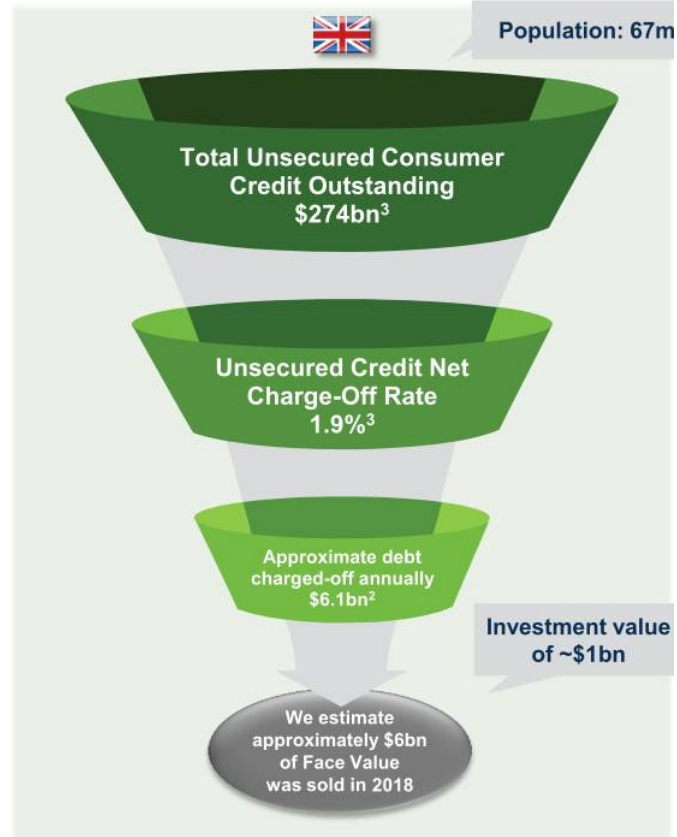 Population: 67m
Total Unsecured Consumer
Credit Outstanding
$274bn³
Unsecured Credit Net
Charge-Off Rate
1.9%³
Approximate debt
charged-off annually
$6.1bn²
Investment value
of ~$1bn
We estimate
approximately $6bn
of Face Value
was sold in 2018